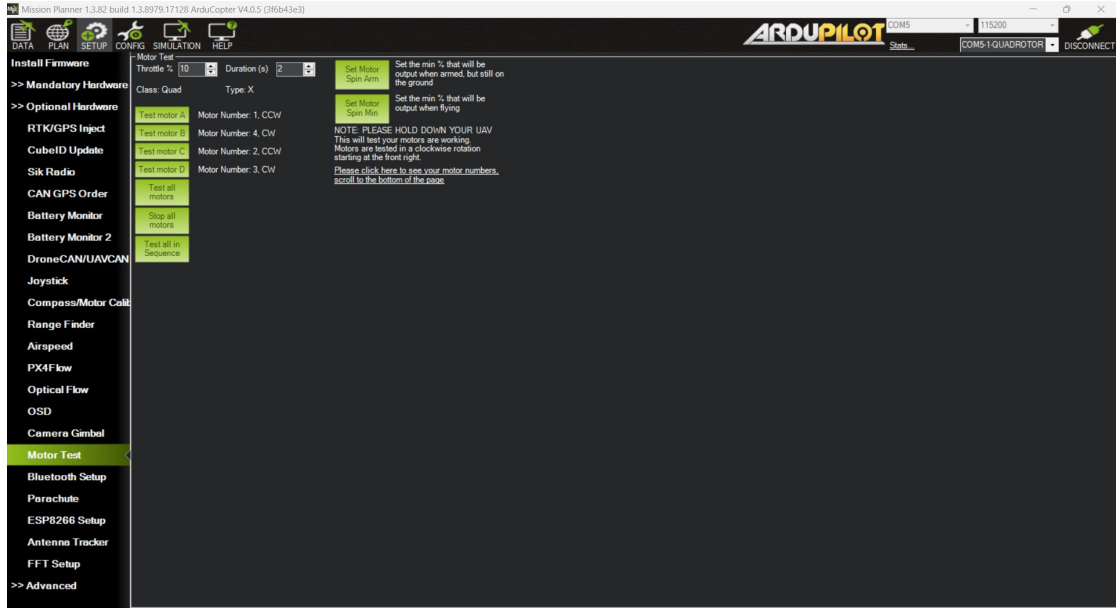 Mission Planner 1.3.82 build 1.3.8979.17128 ArduCopter V4.0.5 (3f6b43e3)
DATA PLAN SETUP CONFIG SIMULATION HELP
ARDUPILOT
COM5 115200
Stats... COM5-1-QUADROTOR DISCONNECT
Install Firmware
>> Mandatory Hardware
>> Optional Hardware
RTK/GPS Inject
CubeID Update
Sik Radio
CAN GPS Order
Battery Monitor
Battery Monitor 2
DroneCAN/UAVCAN
Joystick
Compass/Motor Calib
Range Finder
Airspeed
PX4Flow
Optical Flow
OSD
Camera Gimbal
Motor Test
Bluetooth Setup
Parachute
ESP8266 Setup
Antenna Tracker
FFT Setup
>> Advanced
Motor Test
Throttle % 10 Duration (s) 2
Class: Quad Type: X
Test motor A Motor Number: 1, CCW
Test motor B Motor Number: 4, CW
Test motor C Motor Number: 2, CCW
Test motor D Motor Number: 3, CW
Test all
motors
Stop all
motors
Test all in
Sequence
Set Motor
Spin Arm
Set the min % that will be
output when armed, but still on
the ground
Set Motor
Spin Min
Set the min % that will be
output when flying
NOTE: PLEASE HOLD DOWN YOUR UAV
This will test your motors are working.
Motors are tested in a clockwise rotation
starting at the front right.
Please click here to see your motor numbers,
scroll to the bottom of the page